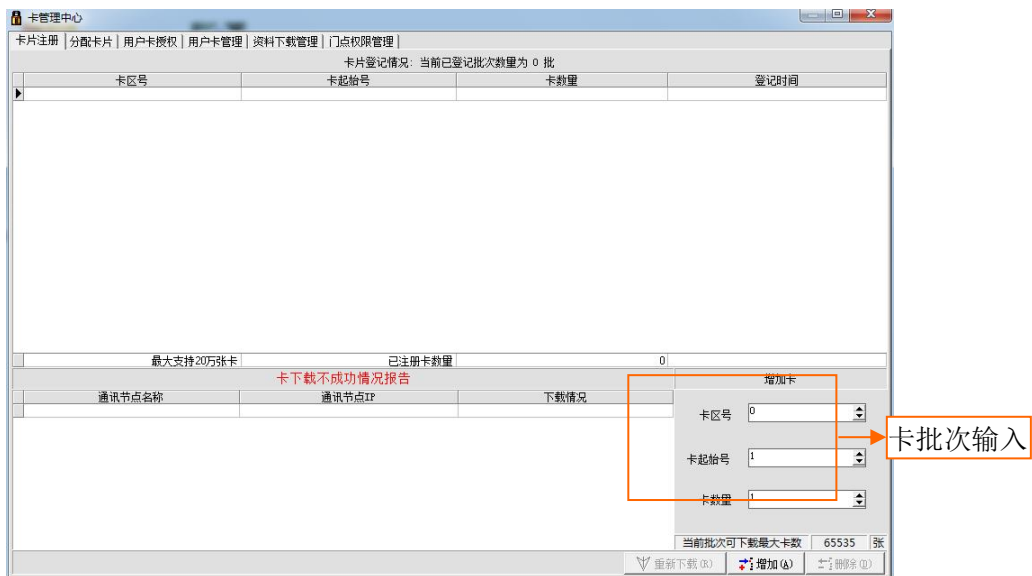 卡管理中心
卡片注册 分配卡片 用户卡授权 用户卡管理 资料下载管理 门点权限管理
卡片登记情况: 当前已登记批次数量为 0 批
卡区号 卡起始号 卡数量 登记时间
最大支持20万张卡 已注册卡数量 0
卡下载不成功情况报告 增加卡
通讯节点名称 通讯节点IP 下载情况
卡区号 0
卡批次输入
卡起始号 1
卡数量 1
当前批次可下载最大卡数 65535 张
重新下载(R) 增加(A) 删除(D)